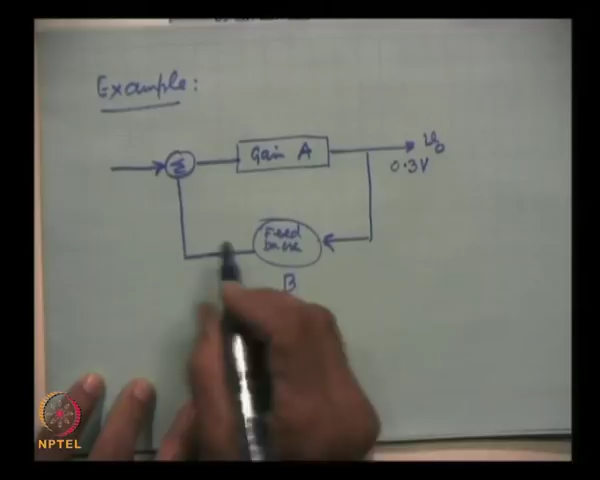 Example:
Σ
Gain A
v₀
0.3V
Feed
back
B
NPTEL